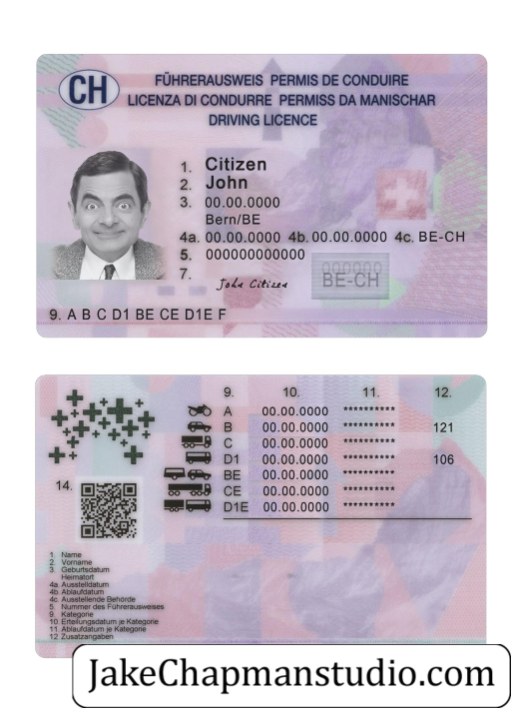 CH
FÜHRERAUSWEIS PERMIS DE CONDUIRE
LICENZA DI CONDURRE PERMISS DA MANISCHAR
DRIVING LICENCE
1. Citizen
2. John
3. 00.00.0000
Bern/BE
4a. 00.00.0000 4b. 00.00.0000 4c. BE-CH
5. 000000000000
7. John Citizen
000000
BE-CH
9. A B C D1 BE CE D1E F
9. 10. 11. 12.
A 00.00.0000 **********
B 00.00.0000 ********** 121
C 00.00.0000 **********
D1 00.00.0000 ********** 106
BE 00.00.0000 **********
CE 00.00.0000 **********
D1E 00.00.0000 **********
14.
1. Name
2. Vorname
3. Geburtsdatum
Heimatort
4a. Ausstelldatum
4b. Ablaufdatum
4c. Ausstellende Behörde
5. Nummer des Führerausweises
9. Kategorie
10 Erteilungsdatum je Kategorie
11 Ablaufdatum je Kategorie
12 Zusatzangaben
JakeChapmanstudio.com